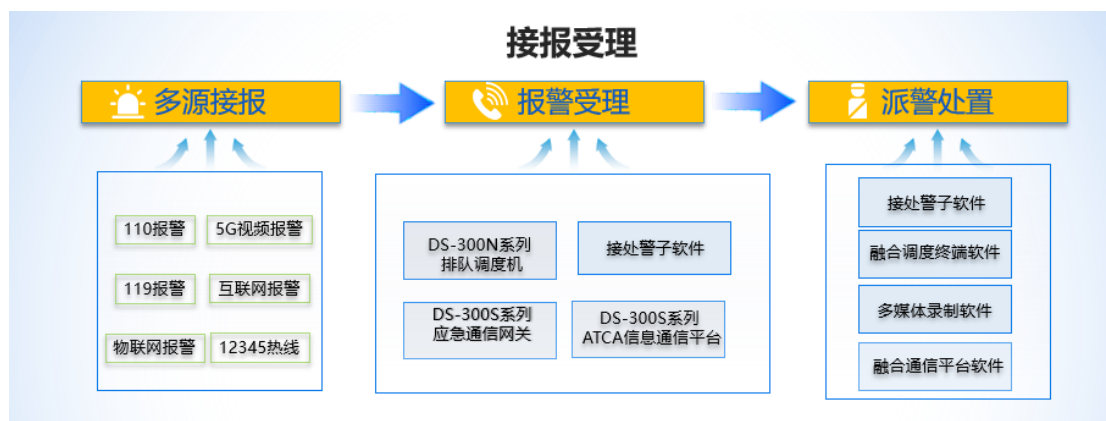 接报受理
多源接报
报警受理
派警处置
110报警
5G视频报警
119报警
互联网报警
物联网报警
12345热线
DS-300N系列
排队调度机
接处警子软件
DS-300S系列
应急通信网关
DS-300S系列
ATCA信息通信平台
接处警子软件
融合调度终端软件
多媒体录制软件
融合通信平台软件